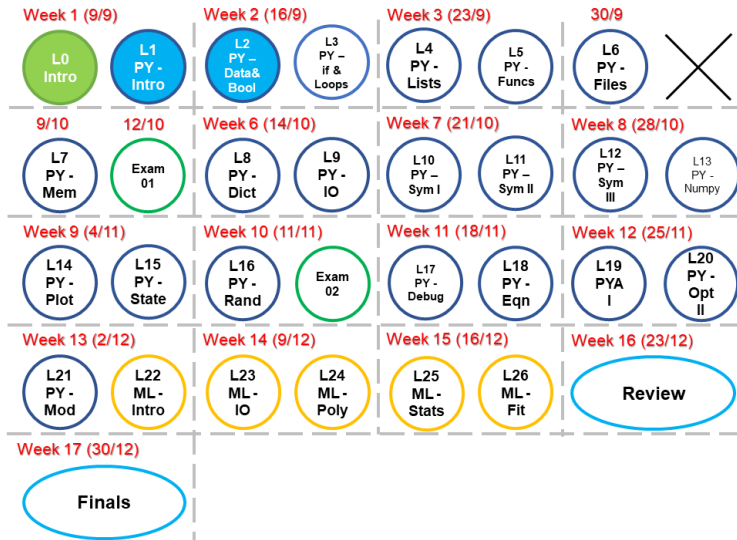 Week 1 (9/9)
L0
Intro
L1
PY -
Intro
Week 2 (16/9)
L2
PY –
Data&
Bool
L3
PY –
if &
Loops
Week 3 (23/9)
L4
PY -
Lists
L5
PY -
Funcs
30/9
L6
PY -
Files
9/10
L7
PY -
Mem
12/10
Exam
01
Week 6 (14/10)
L8
PY -
Dict
L9
PY -
IO
Week 7 (21/10)
L10
PY –
Sym I
L11
PY –
Sym II
Week 8 (28/10)
L12
PY –
Sym
III
L13
PY -
Numpy
Week 9 (4/11)
L14
PY -
Plot
L15
PY -
State
Week 10 (11/11)
L16
PY -
Rand
Exam
02
Week 11 (18/11)
L17
PY -
Debug
L18
PY -
Eqn
Week 12 (25/11)
L19
PYA
I
L20
PY -
Opt
II
Week 13 (2/12)
L21
PY -
Mod
L22
ML -
Intro
Week 14 (9/12)
L23
ML -
IO
L24
ML -
Poly
Week 15 (16/12)
L25
ML -
Stats
L26
ML -
Fit
Week 16 (23/12)
Review
Week 17 (30/12)
Finals